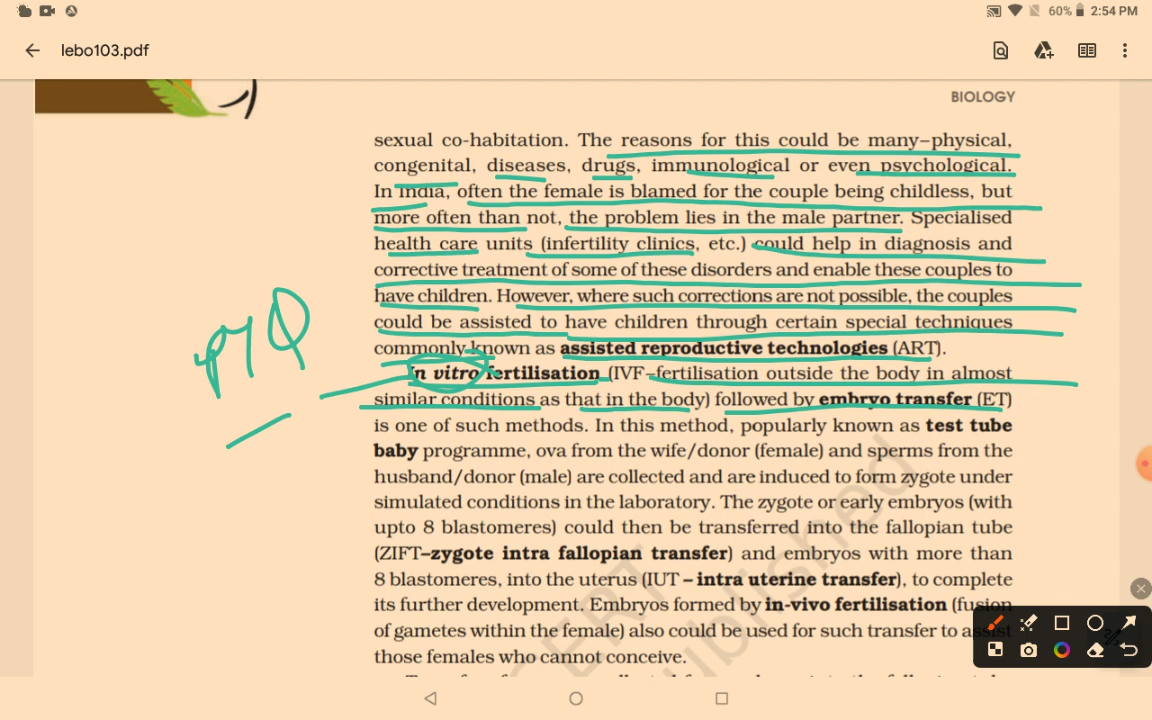 60% 2:54 PM
lebo103.pdf
BIOLOGY
sexual co-habitation. The reasons for this could be many–physical,
congenital, diseases, drugs, immunological or even psychological.
In India, often the female is blamed for the couple being childless, but
more often than not, the problem lies in the male partner. Specialised
health care units (infertility clinics, etc.) could help in diagnosis and
corrective treatment of some of these disorders and enable these couples to
have children. However, where such corrections are not possible, the couples
could be assisted to have children through certain special techniques
commonly known as assisted reproductive technologies (ART).
In vitro fertilisation (IVF–fertilisation outside the body in almost
similar conditions as that in the body) followed by embryo transfer (ET)
is one of such methods. In this method, popularly known as test tube
baby programme, ova from the wife/donor (female) and sperms from the
husband/donor (male) are collected and are induced to form zygote under
simulated conditions in the laboratory. The zygote or early embryos (with
upto 8 blastomeres) could then be transferred into the fallopian tube
(ZIFT–zygote intra fallopian transfer) and embryos with more than
8 blastomeres, into the uterus (IUT – intra uterine transfer), to complete
its further development. Embryos formed by in-vivo fertilisation (fusion
of gametes within the female) also could be used for such transfer to assist
those females who cannot conceive.